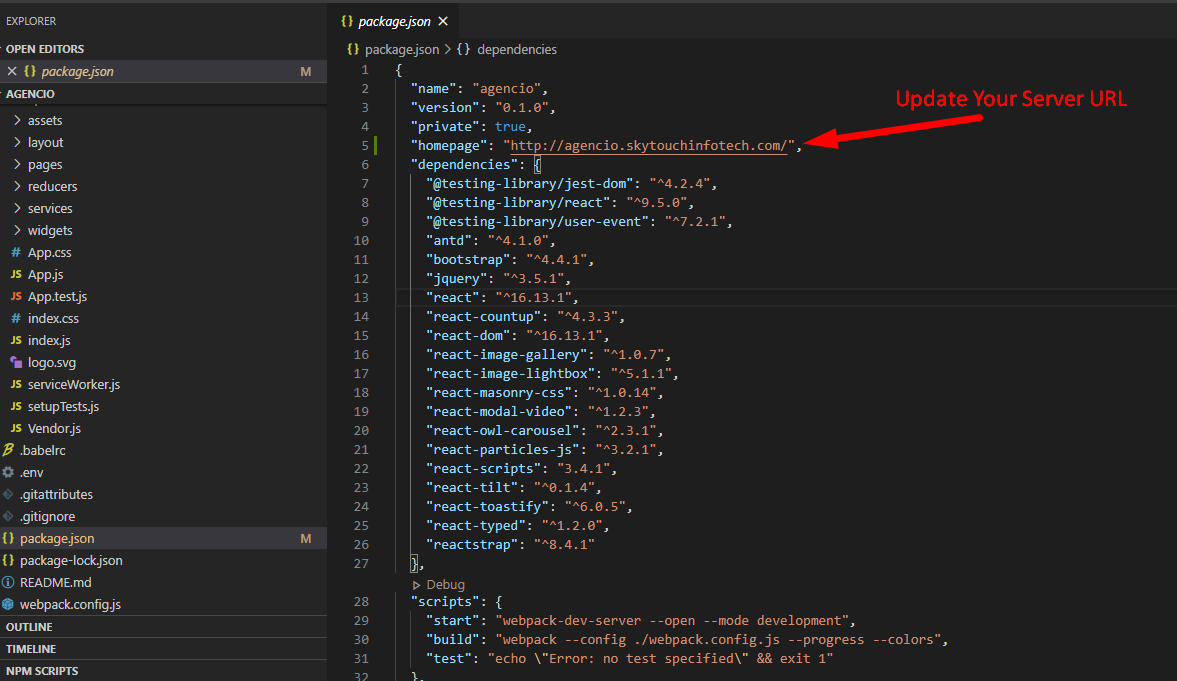 EXPLORER
OPEN EDITORS
package.json M
AGENCIO
assets
layout
pages
reducers
services
widgets
# App.css
JS App.js
JS App.test.js
# index.css
JS index.js
logo.svg
JS serviceWorker.js
JS setupTests.js
JS Vendor.js
.babelrc
.env
.gitattributes
.gitignore
{} package.json M
{} package-lock.json
README.md
webpack.config.js
OUTLINE
TIMELINE
NPM SCRIPTS
{} package.json
{} package.json > {} dependencies
1 {
2 "name": "agencio",
3 "version": "0.1.0",
4 "private": true,
5 "homepage": "http://agencio.skytouchinfotech.com/",
6 "dependencies": {
7 "@testing-library/jest-dom": "^4.2.4",
8 "@testing-library/react": "^9.5.0",
9 "@testing-library/user-event": "^7.2.1",
10 "antd": "^4.1.0",
11 "bootstrap": "^4.4.1",
12 "jquery": "^3.5.1",
13 "react": "^16.13.1",
14 "react-countup": "^4.3.3",
15 "react-dom": "^16.13.1",
16 "react-image-gallery": "^1.0.7",
17 "react-image-lightbox": "^5.1.1",
18 "react-masonry-css": "^1.0.14",
19 "react-modal-video": "^1.2.3",
20 "react-owl-carousel": "^2.3.1",
21 "react-particles-js": "^3.2.1",
22 "react-scripts": "3.4.1",
23 "react-tilt": "^0.1.4",
24 "react-toastify": "^6.0.5",
25 "react-typed": "^1.2.0",
26 "reactstrap": "^8.4.1"
27 },
Debug
28 "scripts": {
29 "start": "webpack-dev-server --open --mode development",
30 "build": "webpack --config ./webpack.config.js --progress --colors",
31 "test": "echo \"Error: no test specified\" && exit 1"
32 },
Update Your Server URL